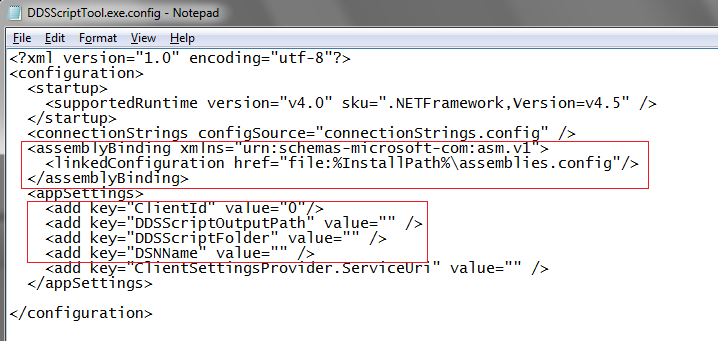 DDSScriptTool.exe.config - Notepad
File Edit Format View Help
<?xml version="1.0" encoding="utf-8"?>
<configuration>
<startup>
<supportedRuntime version="v4.0" sku=".NETFramework,Version=v4.5" />
</startup>
<connectionStrings configSource="connectionStrings.config" />
<assemblyBinding xmlns="urn:schemas-microsoft-com:asm.v1">
<linkedConfiguration href="file:%InstallPath%\assemblies.config"/>
</assemblyBinding>
<appSettings>
<add key="ClientId" value="0"/>
<add key="DDSScriptOutputPath" value="" />
<add key="DDSScriptFolder" value="" />
<add key="DSNName" value="" />
<add key="ClientSettingsProvider.ServiceUri" value="" />
</appSettings>
</configuration>